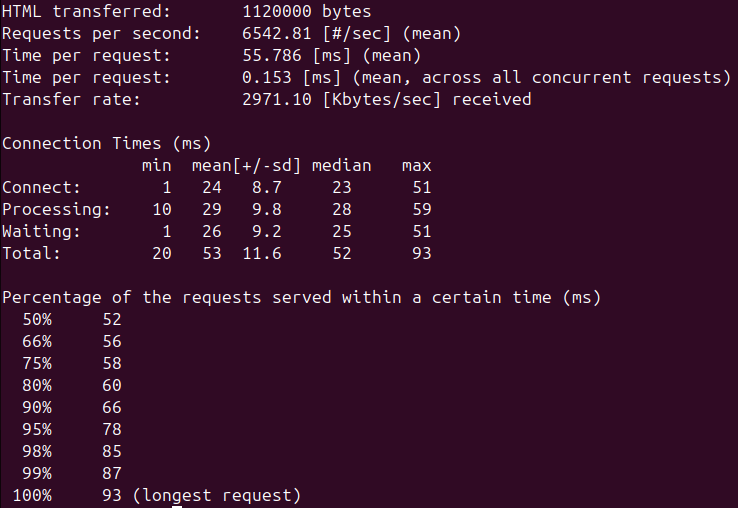 HTML transferred:       1120000 bytes
Requests per second:    6542.81 [#/sec] (mean)
Time per request:       55.786 [ms] (mean)
Time per request:       0.153 [ms] (mean, across all concurrent requests)
Transfer rate:          2971.10 [Kbytes/sec] received

Connection Times (ms)
              min  mean[+/-sd] median   max
Connect:        1   24   8.7     23      51
Processing:    10   29   9.8     28      59
Waiting:        1   26   9.2     25      51
Total:         20   53  11.6     52      93

Percentage of the requests served within a certain time (ms)
  50%     52
  66%     56
  75%     58
  80%     60
  90%     66
  95%     78
  98%     85
  99%     87
 100%     93 (longest request)